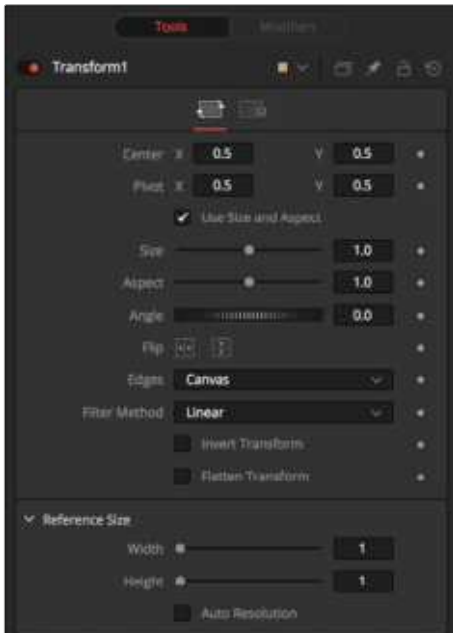 Tools Modifiers
Transform1
Center X 0.5 Y 0.5
Pivot X 0.5 Y 0.5
Use Size and Aspect
Size 1.0
Aspect 1.0
Angle 0.0
Flip
Edges Canvas
Filter Method Linear
Invert Transform
Flatten Transform
Reference Size
Width 1
Height 1
Auto Resolution